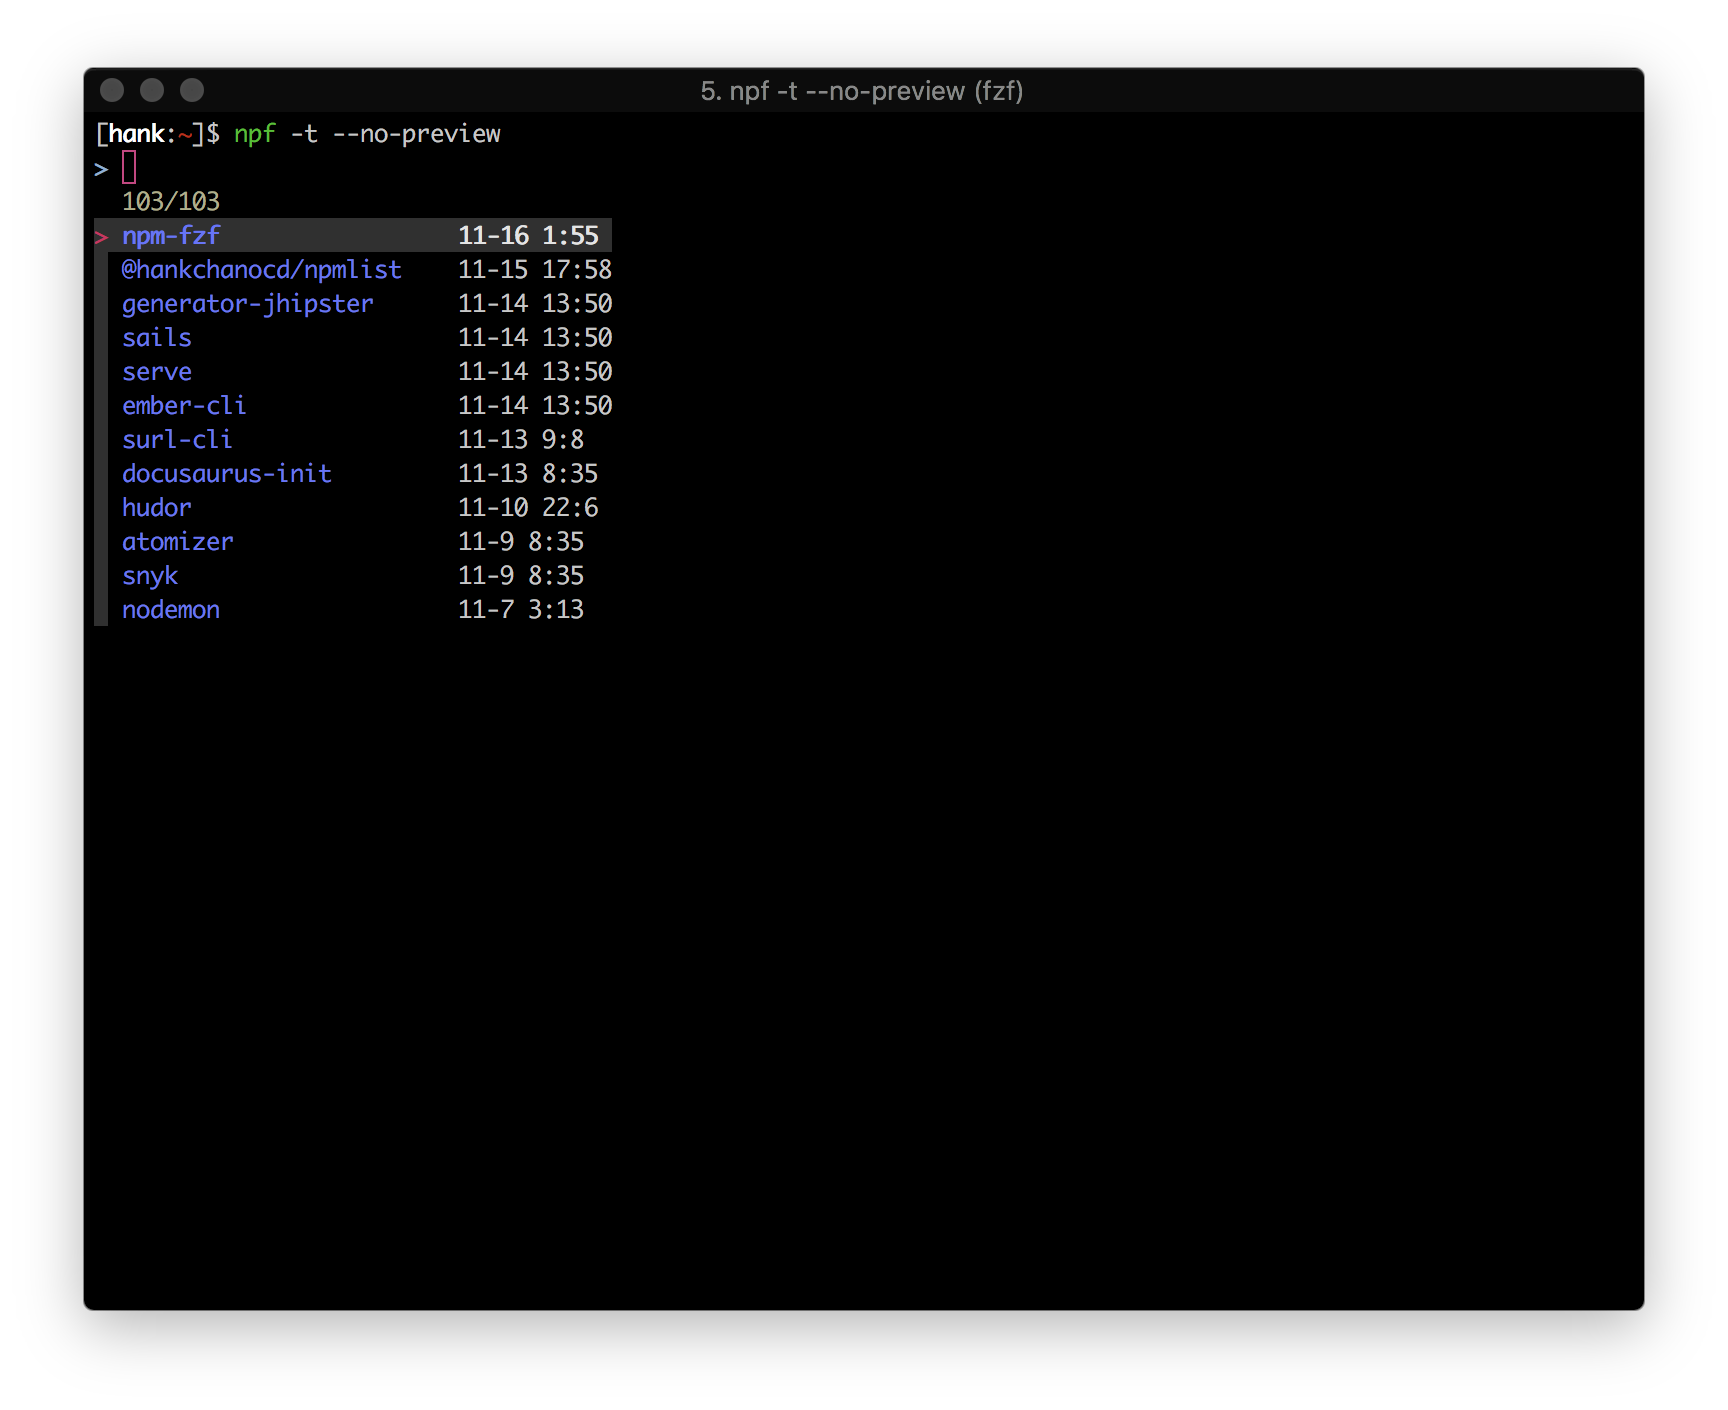 5. npf -t --no-preview (fzf)
[hank:~]$ npf -t --no-preview
>
103/103
> npm-fzf 11-16 1:55
@hankchanocd/npmlist 11-15 17:58
generator-jhipster 11-14 13:50
sails 11-14 13:50
serve 11-14 13:50
ember-cli 11-14 13:50
surl-cli 11-13 9:8
docusaurus-init 11-13 8:35
hudor 11-10 22:6
atomizer 11-9 8:35
snyk 11-9 8:35
nodemon 11-7 3:13